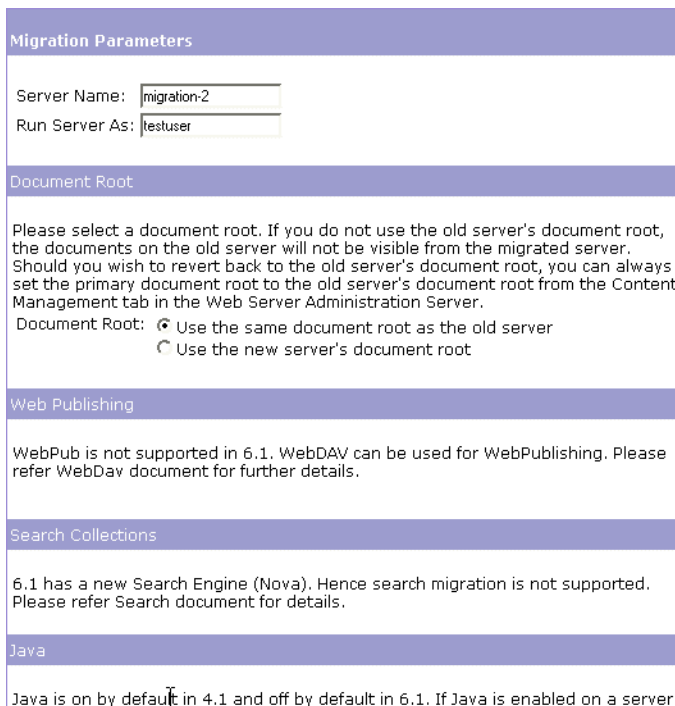 Migration Parameters
Server Name: migration-2
Run Server As: testuser
Document Root
Please select a document root. If you do not use the old server's document root,
the documents on the old server will not be visible from the migrated server.
Should you wish to revert back to the old server's document root, you can always
set the primary document root to the old server's document root from the Content
Management tab in the Web Server Administration Server.
Document Root: Use the same document root as the old server
Use the new server's document root
Web Publishing
WebPub is not supported in 6.1. WebDAV can be used for WebPublishing. Please
refer WebDav document for further details.
Search Collections
6.1 has a new Search Engine (Nova). Hence search migration is not supported.
Please refer Search document for details.
Java
Java is on by default in 4.1 and off by default in 6.1. If Java is enabled on a server